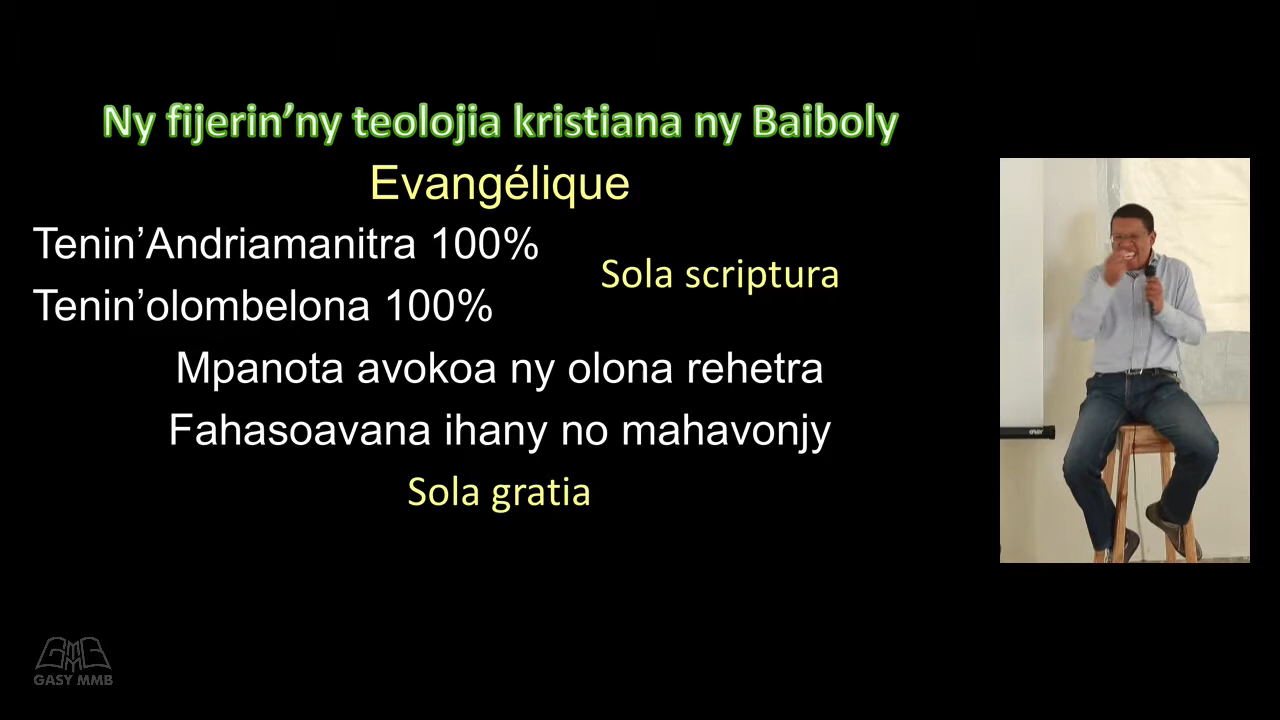 Ny fijerin’ny teolojia kristiana ny Baiboly
Evangélique
Tenin’Andriamanitra 100%
Sola scriptura
Tenin’olombelona 100%
Mpanota avokoa ny olona rehetra
Fahasoavana ihany no mahavonjy
Sola gratia
GASY MMB